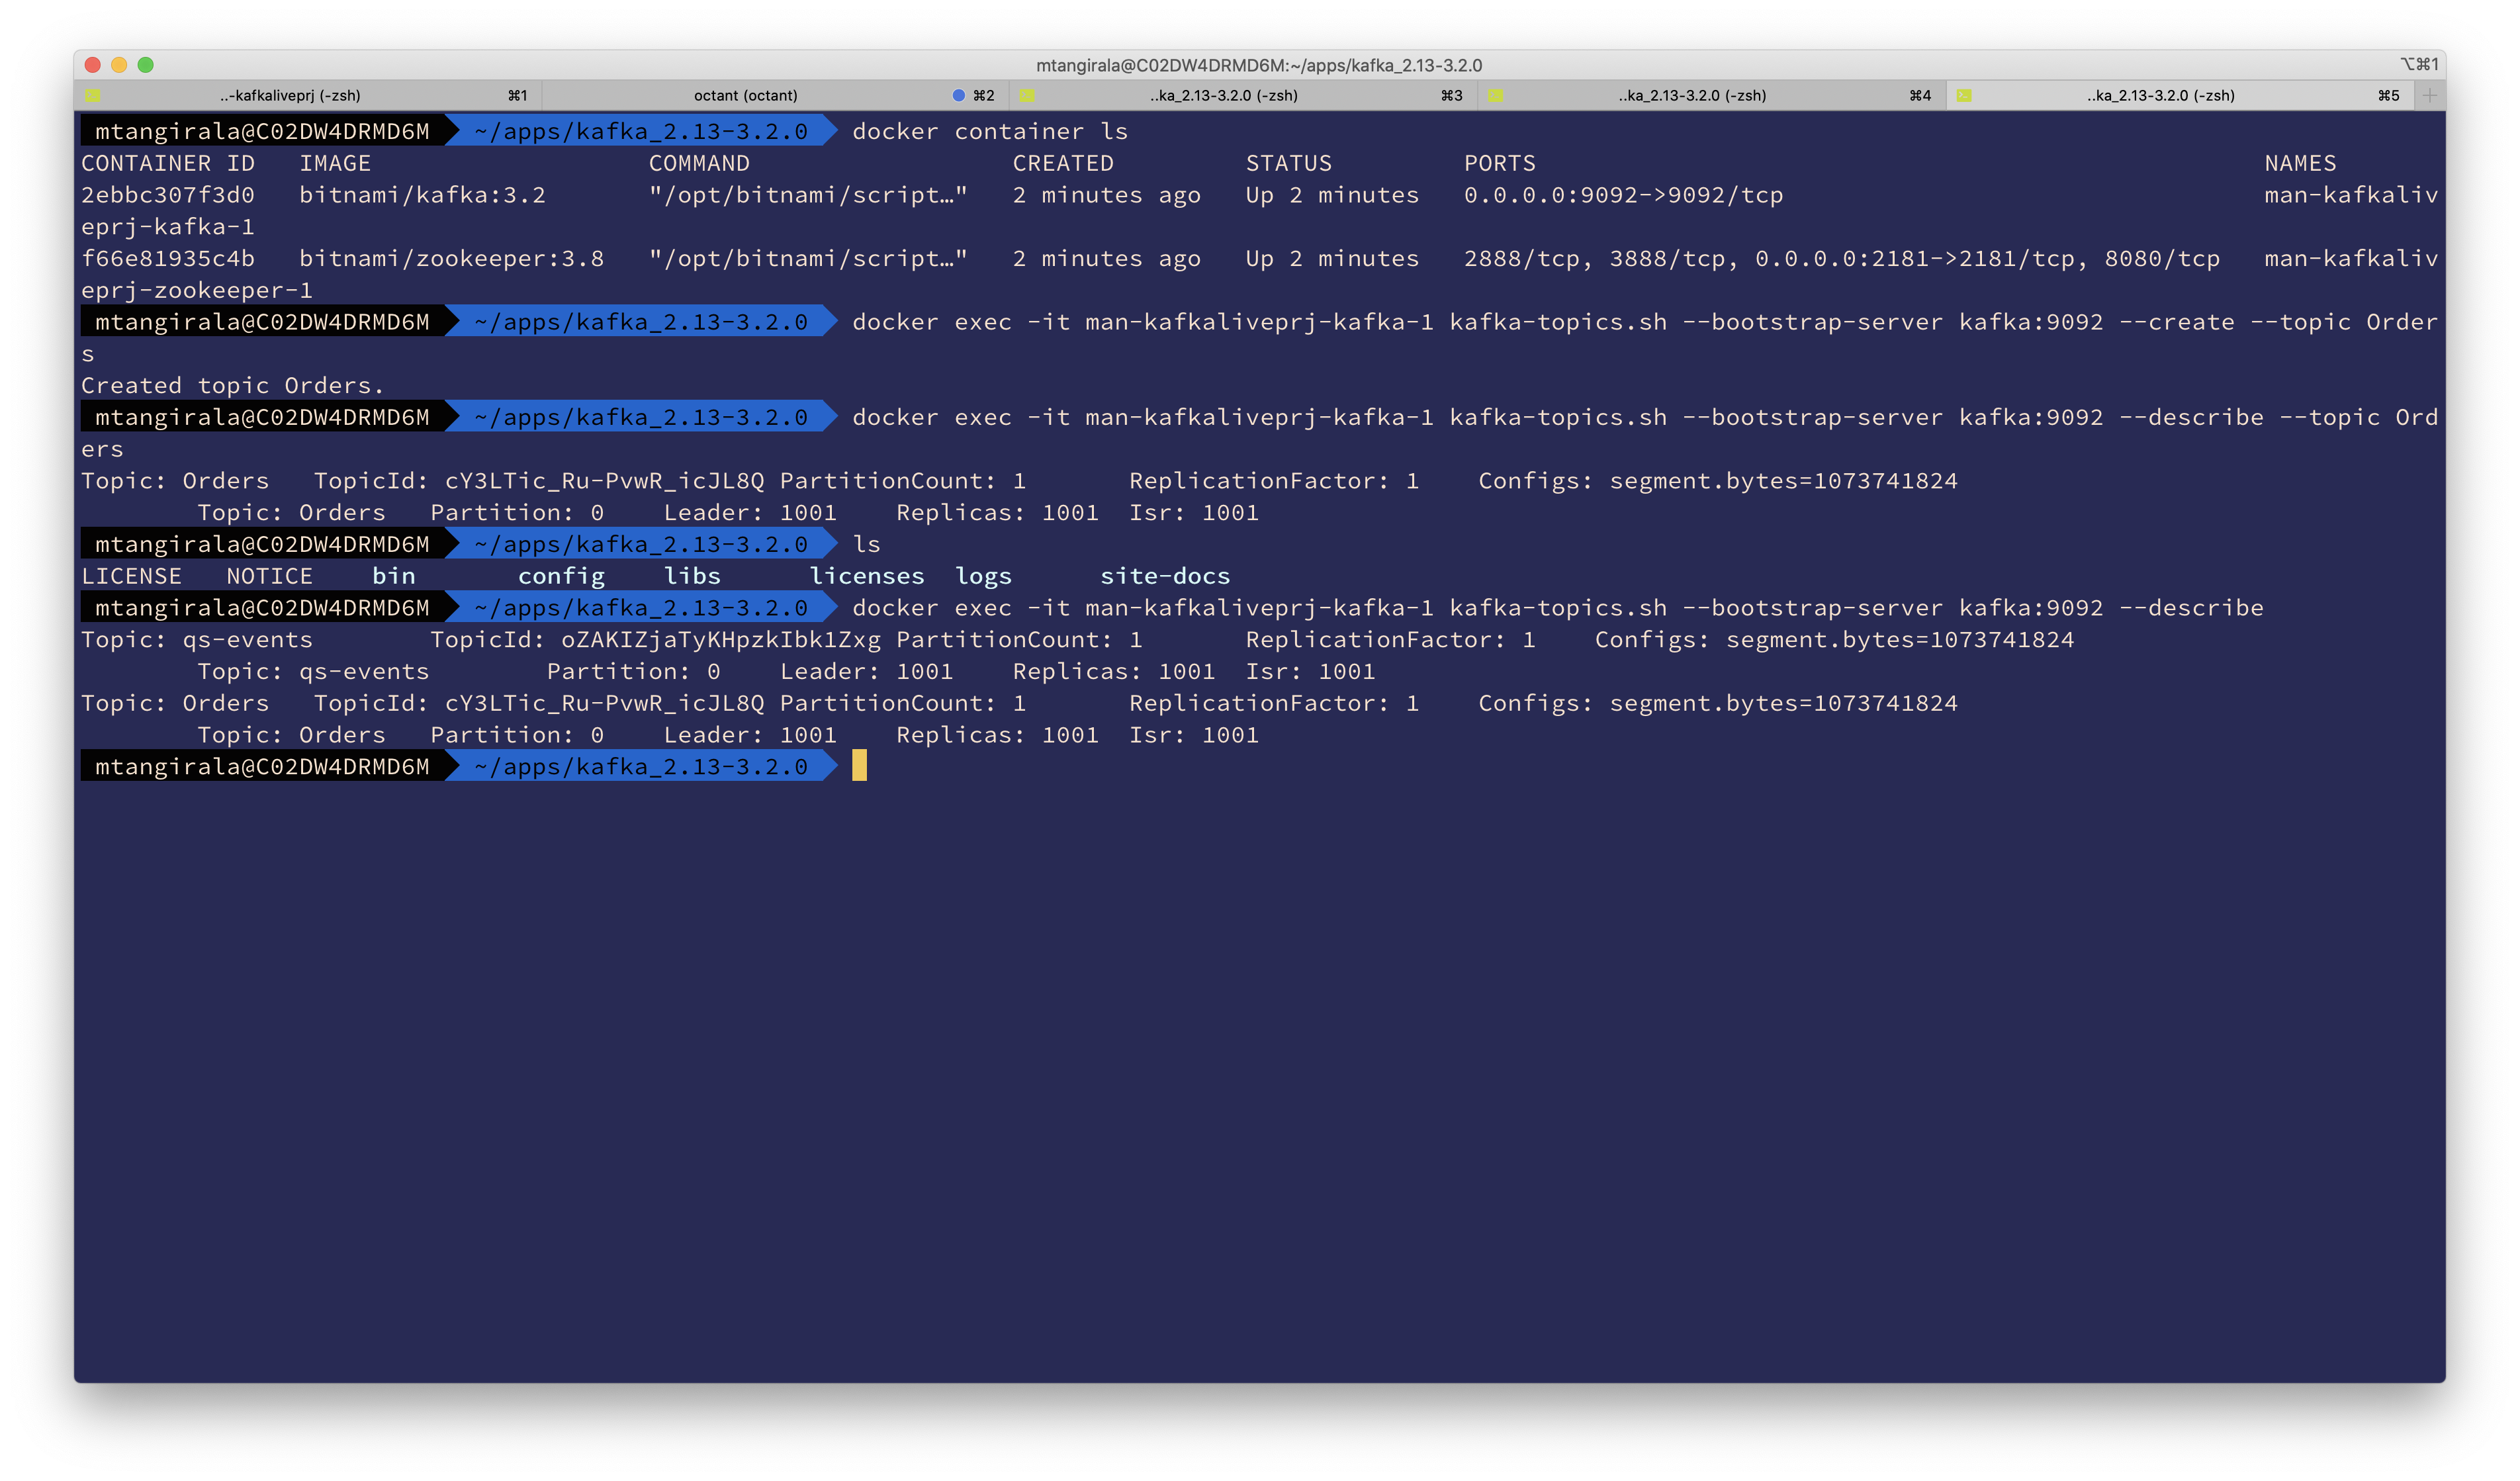 mtangirala@C02DW4DRMD6M:~/apps/kafka_2.13-3.2.0 ⌥⌘1
..-kafkaliveprj (-zsh) ⌘1 octant (octant) ⌘2 ..ka_2.13-3.2.0 (-zsh) ⌘3 ..ka_2.13-3.2.0 (-zsh) ⌘4 ..ka_2.13-3.2.0 (-zsh) ⌘5 +
mtangirala@C02DW4DRMD6M ~/apps/kafka_2.13-3.2.0 docker container ls
CONTAINER ID IMAGE COMMAND CREATED STATUS PORTS NAMES
2ebbc307f3d0 bitnami/kafka:3.2 "/opt/bitnami/script…" 2 minutes ago Up 2 minutes 0.0.0.0:9092->9092/tcp man-kafkaliv
eprj-kafka-1
f66e81935c4b bitnami/zookeeper:3.8 "/opt/bitnami/script…" 2 minutes ago Up 2 minutes 2888/tcp, 3888/tcp, 0.0.0.0:2181->2181/tcp, 8080/tcp man-kafkaliv
eprj-zookeeper-1
mtangirala@C02DW4DRMD6M ~/apps/kafka_2.13-3.2.0 docker exec -it man-kafkaliveprj-kafka-1 kafka-topics.sh --bootstrap-server kafka:9092 --create --topic Order
s
Created topic Orders.
mtangirala@C02DW4DRMD6M ~/apps/kafka_2.13-3.2.0 docker exec -it man-kafkaliveprj-kafka-1 kafka-topics.sh --bootstrap-server kafka:9092 --describe --topic Ord
ers
Topic: Orders TopicId: cY3LTic_Ru-PvwR_icJL8Q PartitionCount: 1 ReplicationFactor: 1 Configs: segment.bytes=1073741824
Topic: Orders Partition: 0 Leader: 1001 Replicas: 1001 Isr: 1001
mtangirala@C02DW4DRMD6M ~/apps/kafka_2.13-3.2.0 ls
LICENSE NOTICE bin config libs licenses logs site-docs
mtangirala@C02DW4DRMD6M ~/apps/kafka_2.13-3.2.0 docker exec -it man-kafkaliveprj-kafka-1 kafka-topics.sh --bootstrap-server kafka:9092 --describe
Topic: qs-events TopicId: oZAKIZjaTyKHpzkIbk1Zxg PartitionCount: 1 ReplicationFactor: 1 Configs: segment.bytes=1073741824
Topic: qs-events Partition: 0 Leader: 1001 Replicas: 1001 Isr: 1001
Topic: Orders TopicId: cY3LTic_Ru-PvwR_icJL8Q PartitionCount: 1 ReplicationFactor: 1 Configs: segment.bytes=1073741824
Topic: Orders Partition: 0 Leader: 1001 Replicas: 1001 Isr: 1001
mtangirala@C02DW4DRMD6M ~/apps/kafka_2.13-3.2.0